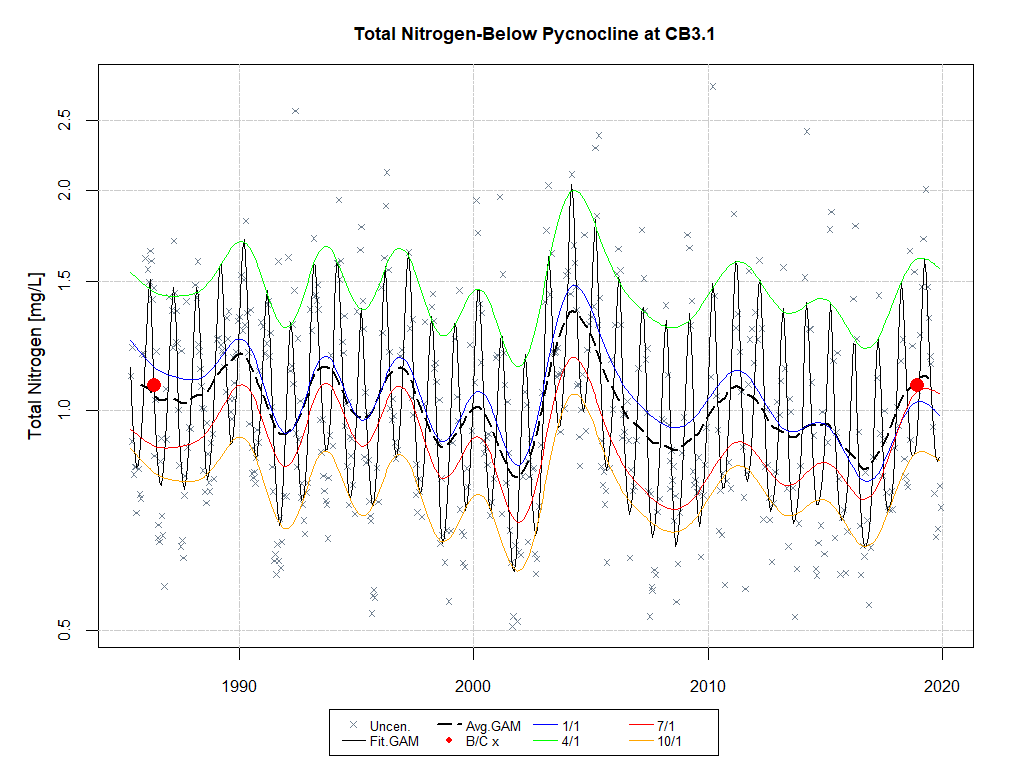 Total Nitrogen-Below Pycnocline at CB3.1
Total Nitrogen [mg/L]
2.5
2.0
1.5
1.0
0.5
1990 2000 2010 2020
Uncen. Avg.GAM 1/1 7/1
Fit.GAM B/C x 4/1 10/1